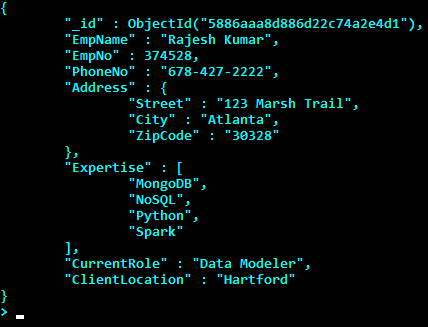 {
        "_id" : ObjectId("5886aaa8d886d22c74a2e4d1"),
        "EmpName" : "Rajesh Kumar",
        "EmpNo" : 374528,
        "PhoneNo" : "678-427-2222",
        "Address" : {
                "Street" : "123 Marsh Trail",
                "City" : "Atlanta",
                "ZipCode" : "30328"
        },
        "Expertise" : [
                "MongoDB",
                "NoSQL",
                "Python",
                "Spark"
        ],
        "CurrentRole" : "Data Modeler",
        "ClientLocation" : "Hartford"
}
> _